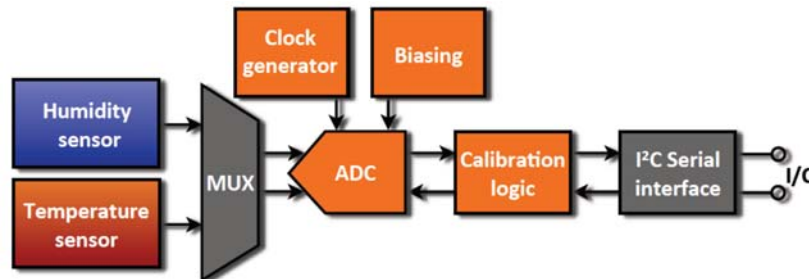 Clock
generator
Biasing
Humidity
sensor
MUX
ADC
Calibration
logic
I²C Serial
interface
I/O
Temperature
sensor